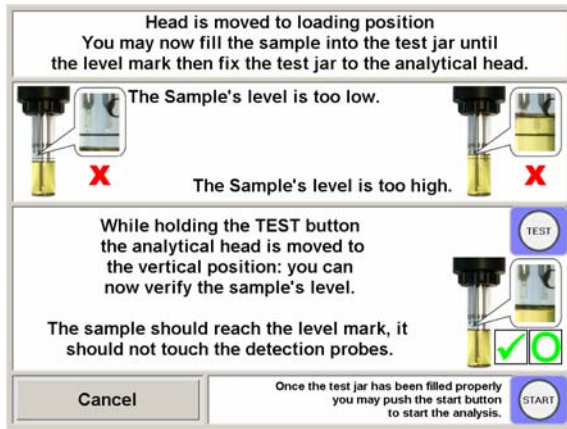 Head is moved to loading position
You may now fill the sample into the test jar until
the level mark then fix the test jar to the analytical head.
The Sample's level is too low.
X
X
The Sample's level is too high.
While holding the TEST button
the analytical head is moved to
the vertical position: you can
now verify the sample's level.
TEST
The sample should reach the level mark, it
should not touch the detection probes.
Cancel
Once the test jar has been filled properly
you may push the start button
to start the analysis.
START